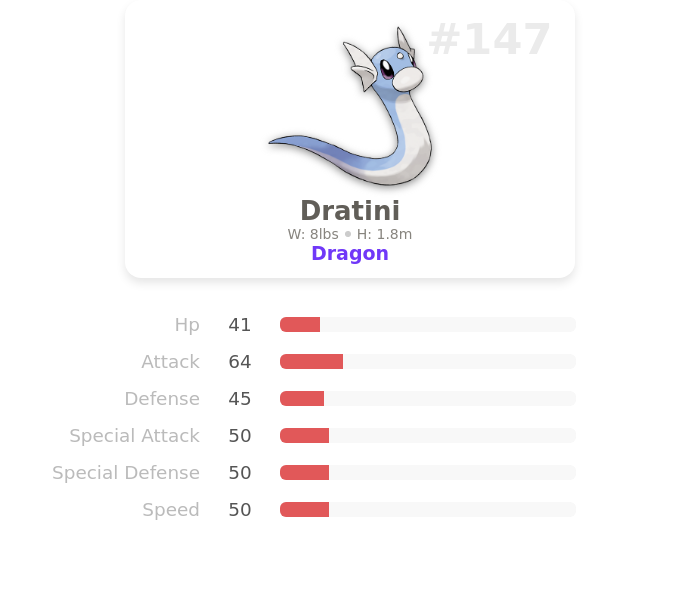 #147
Dratini
W: 8lbs • H: 1.8m
Dragon
Hp 41
Attack 64
Defense 45
Special Attack 50
Special Defense 50
Speed 50